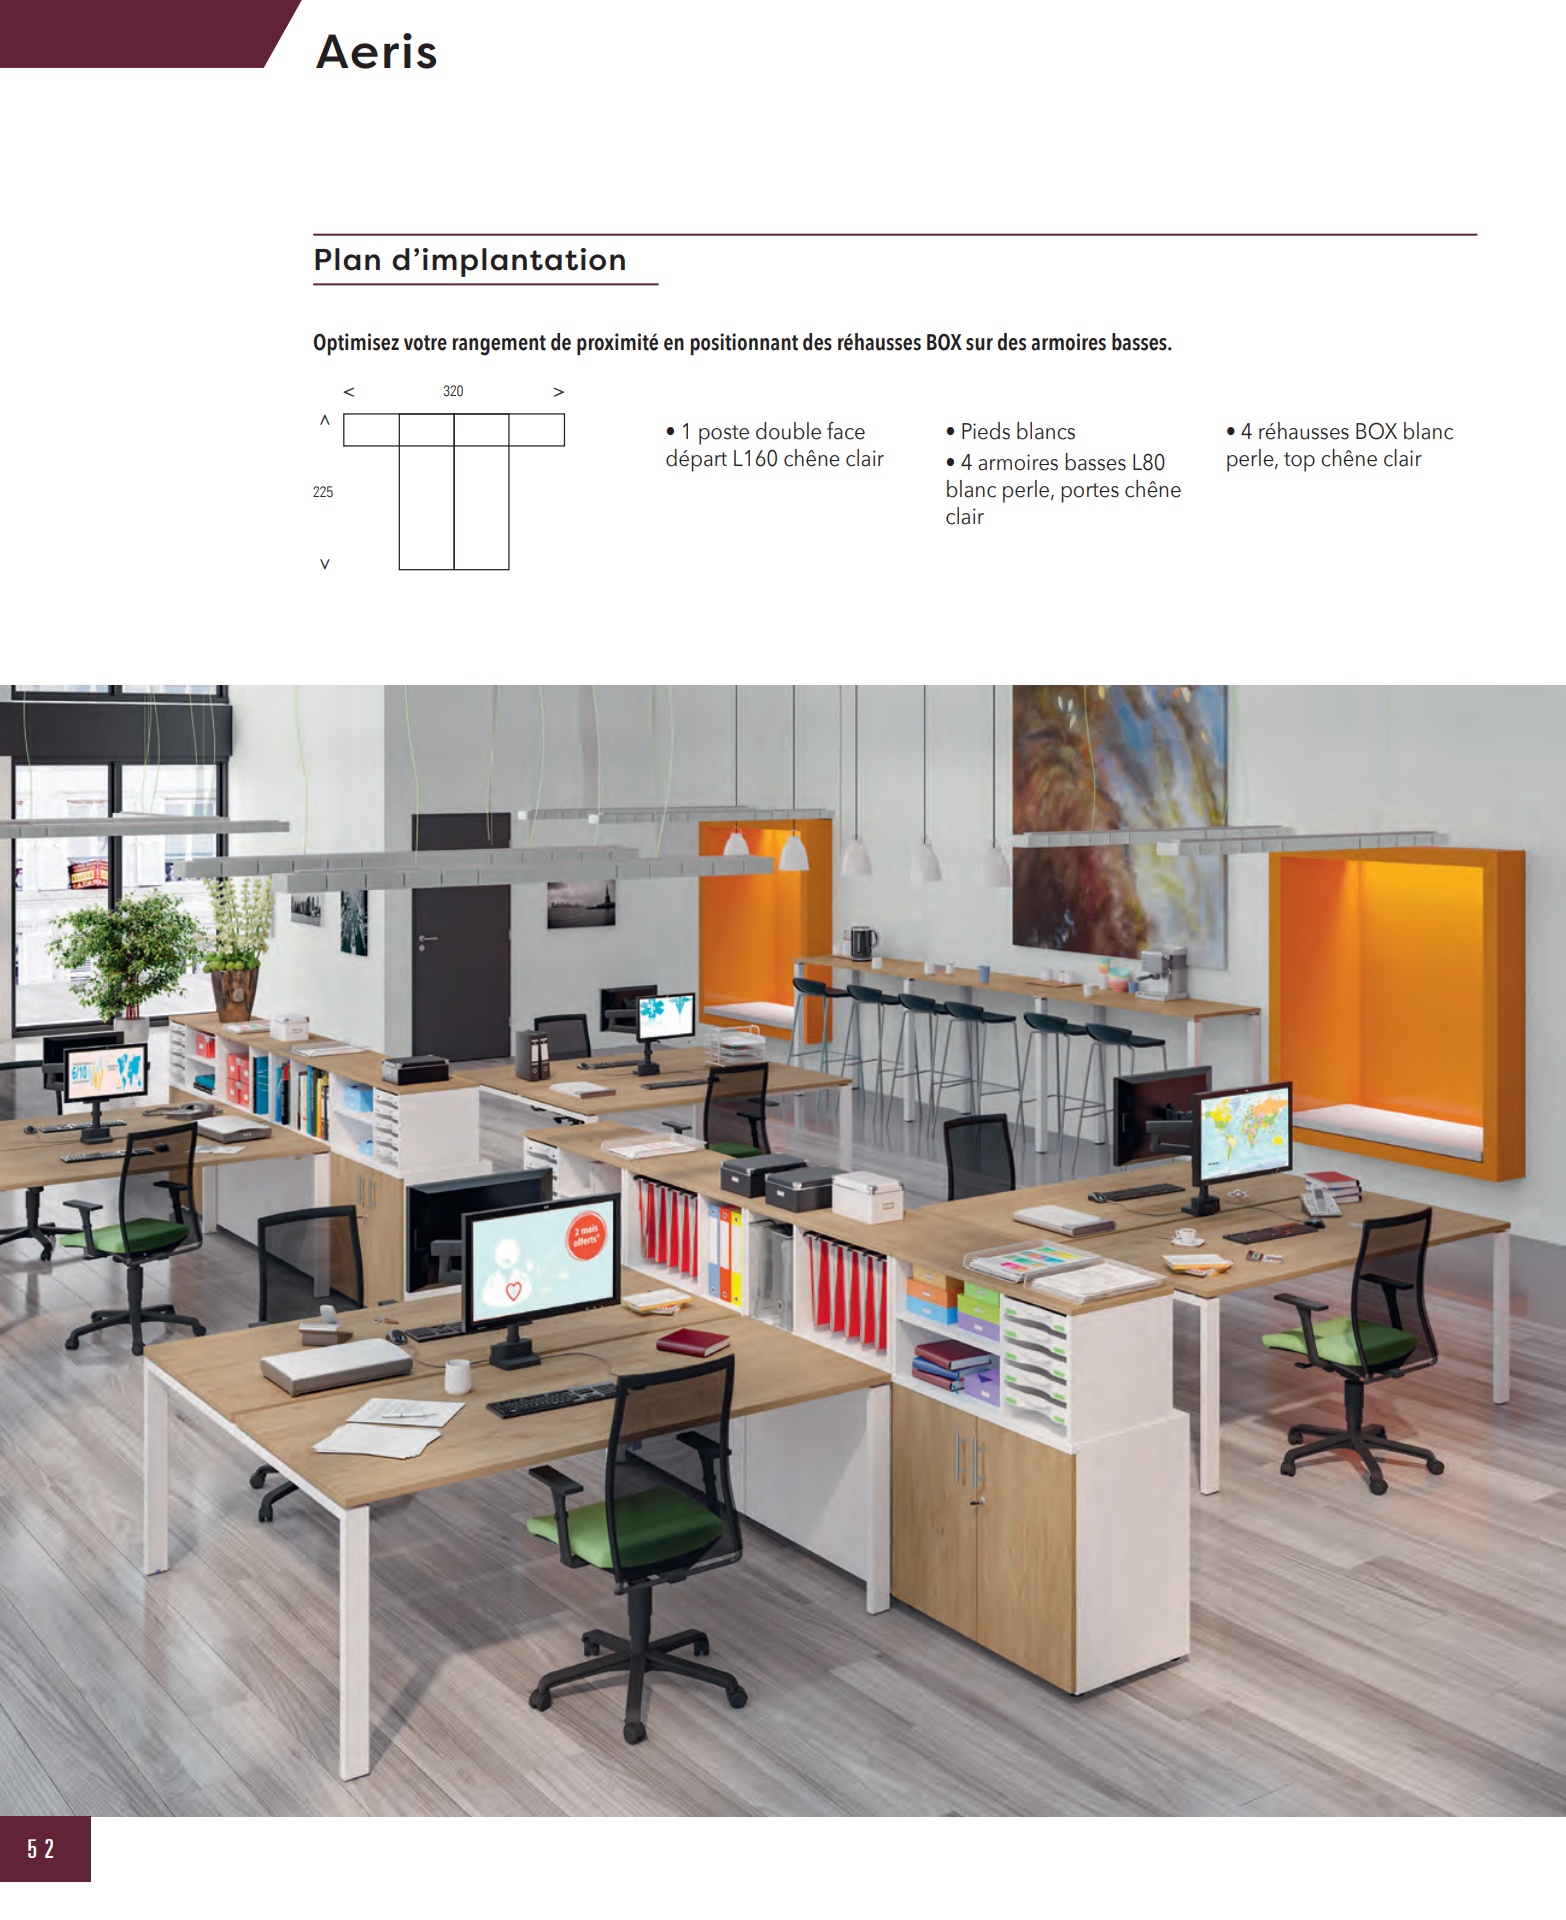 Aeris
Plan d’implantation
Optimisez votre rangement de proximité en positionnant des réhausses BOX sur des armoires basses.
< 320 >
225
• 1 poste double face
départ L160 chêne clair
• Pieds blancs
• 4 armoires basses L80
blanc perle, portes chêne
clair
• 4 réhausses BOX blanc
perle, top chêne clair
6/10
2 mois
offerts*
52